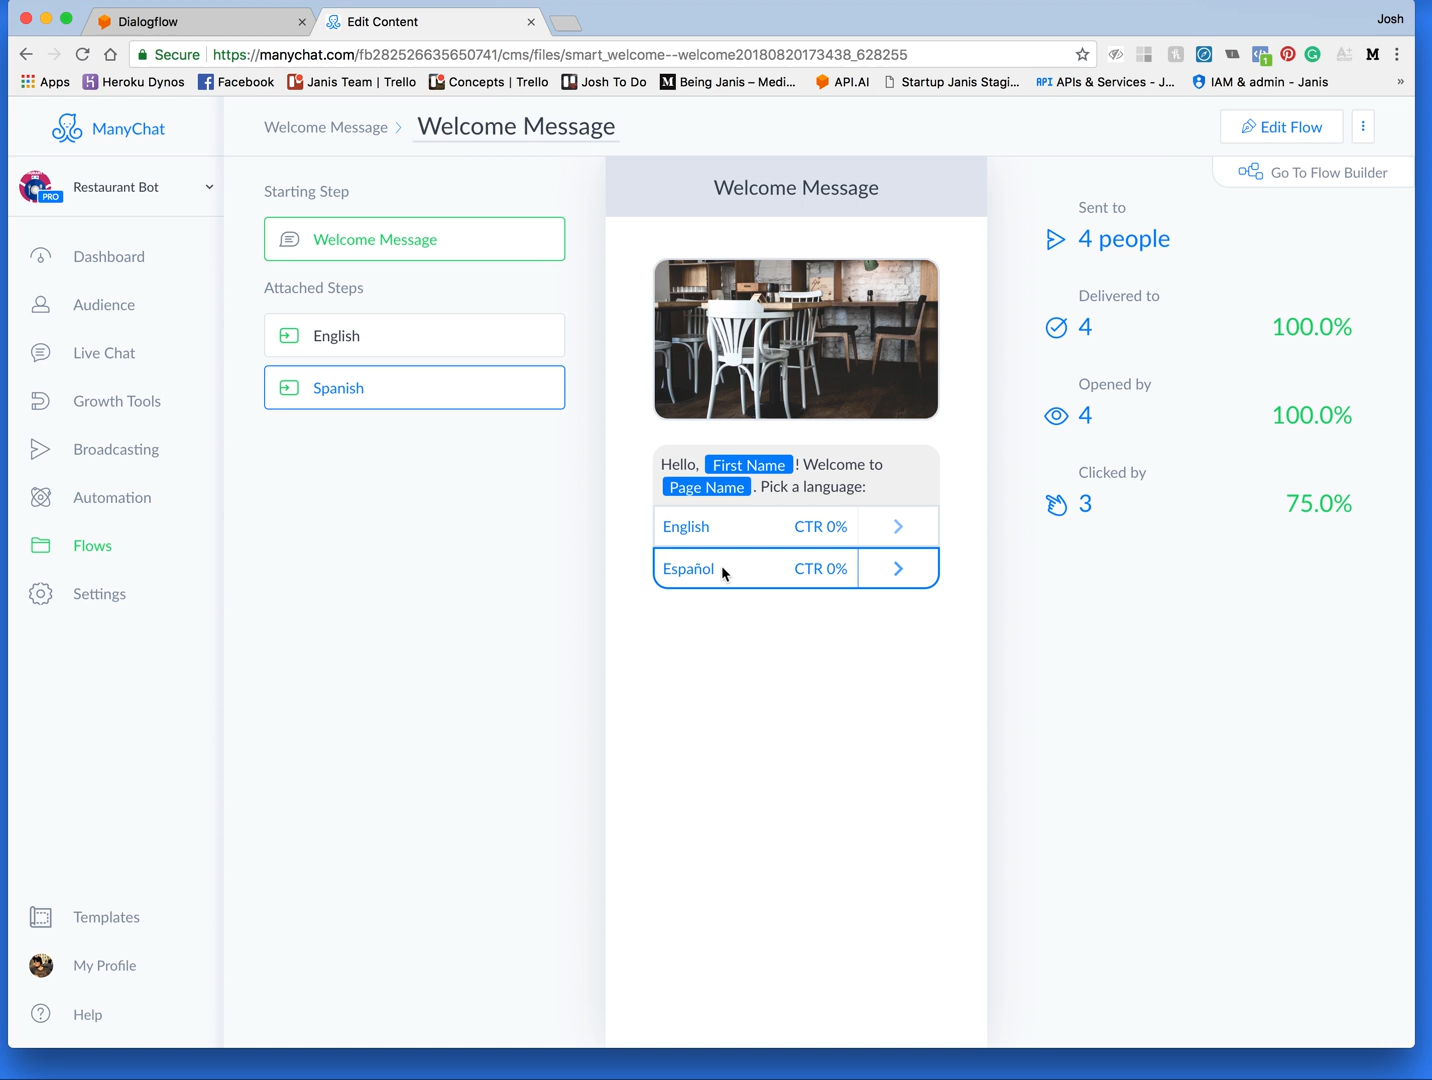 Dialogflow
Edit Content
Josh
Secure
https://manychat.com/fb282526635650741/cms/files/smart_welcome--welcome20180820173438_628255
Apps
Heroku Dynos
Facebook
Janis Team | Trello
Concepts | Trello
Josh To Do
Being Janis – Medi...
API.AI
Startup Janis Stagi...
API APIs & Services - J...
IAM & admin - Janis
»
ManyChat
Welcome Message
Welcome Message
Edit Flow
Go To Flow Builder
Restaurant Bot
PRO
Dashboard
Audience
Live Chat
Growth Tools
Broadcasting
Automation
Flows
Settings
Templates
My Profile
Help
Starting Step
Welcome Message
Attached Steps
English
Spanish
Welcome Message
Hello, First Name ! Welcome to
Page Name . Pick a language:
English CTR 0%
Español CTR 0%
Sent to
4 people
Delivered to
4 100.0%
Opened by
4 100.0%
Clicked by
3 75.0%